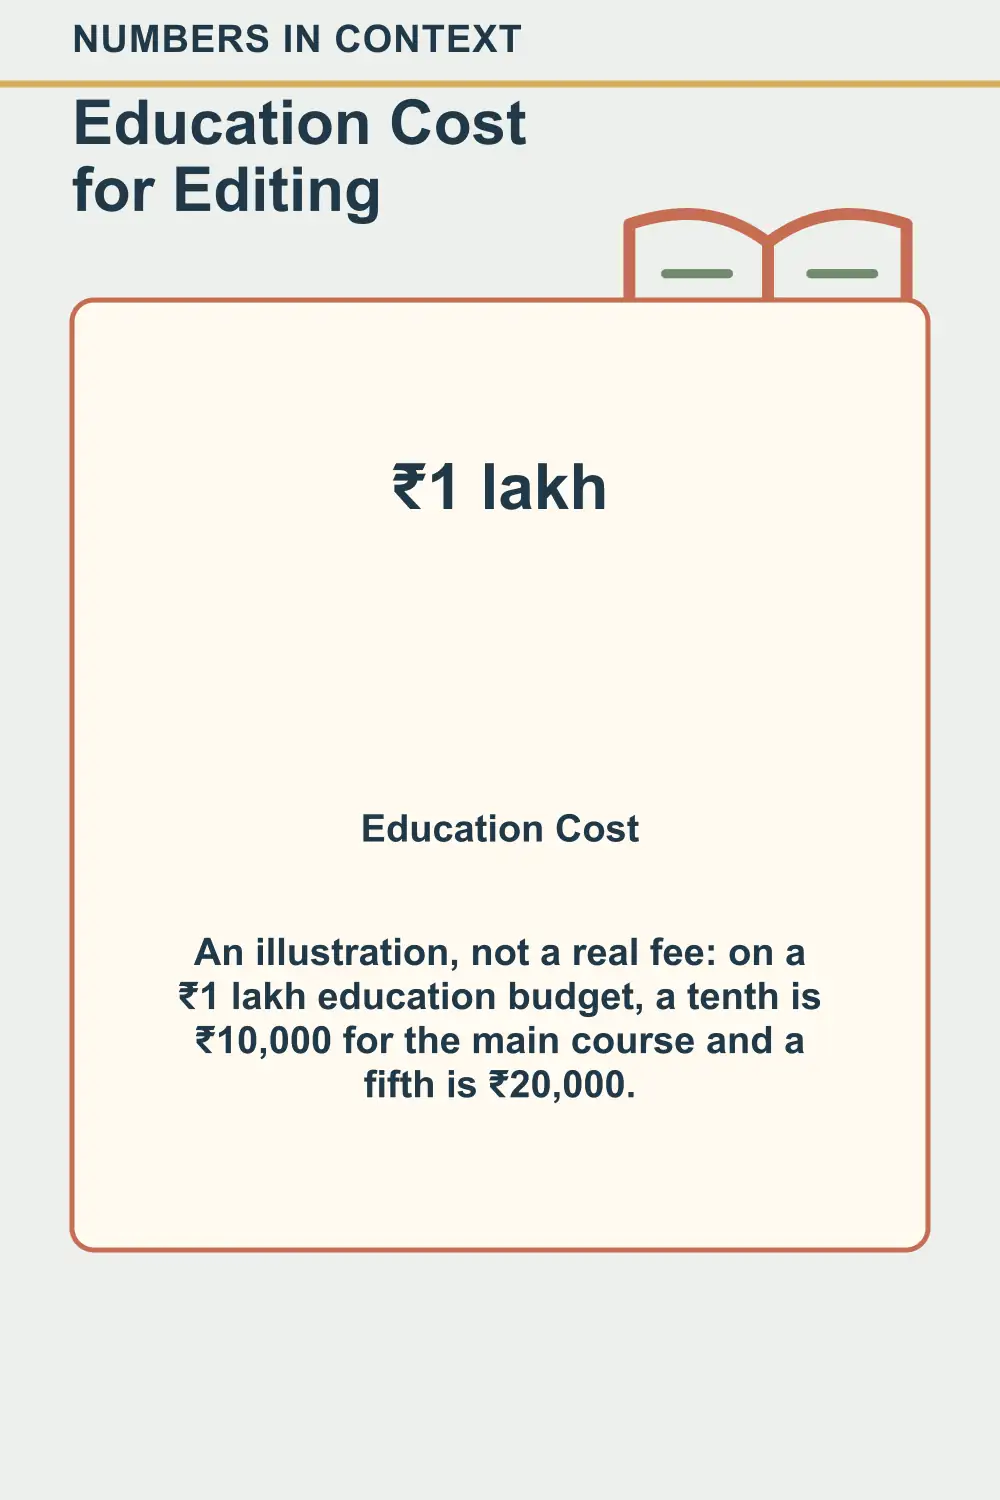 NUMBERS IN CONTEXT
Education Cost
for Editing
₹1 lakh
Education Cost
An illustration, not a real fee: on a
₹1 lakh education budget, a tenth is
₹10,000 for the main course and a
fifth is ₹20,000.